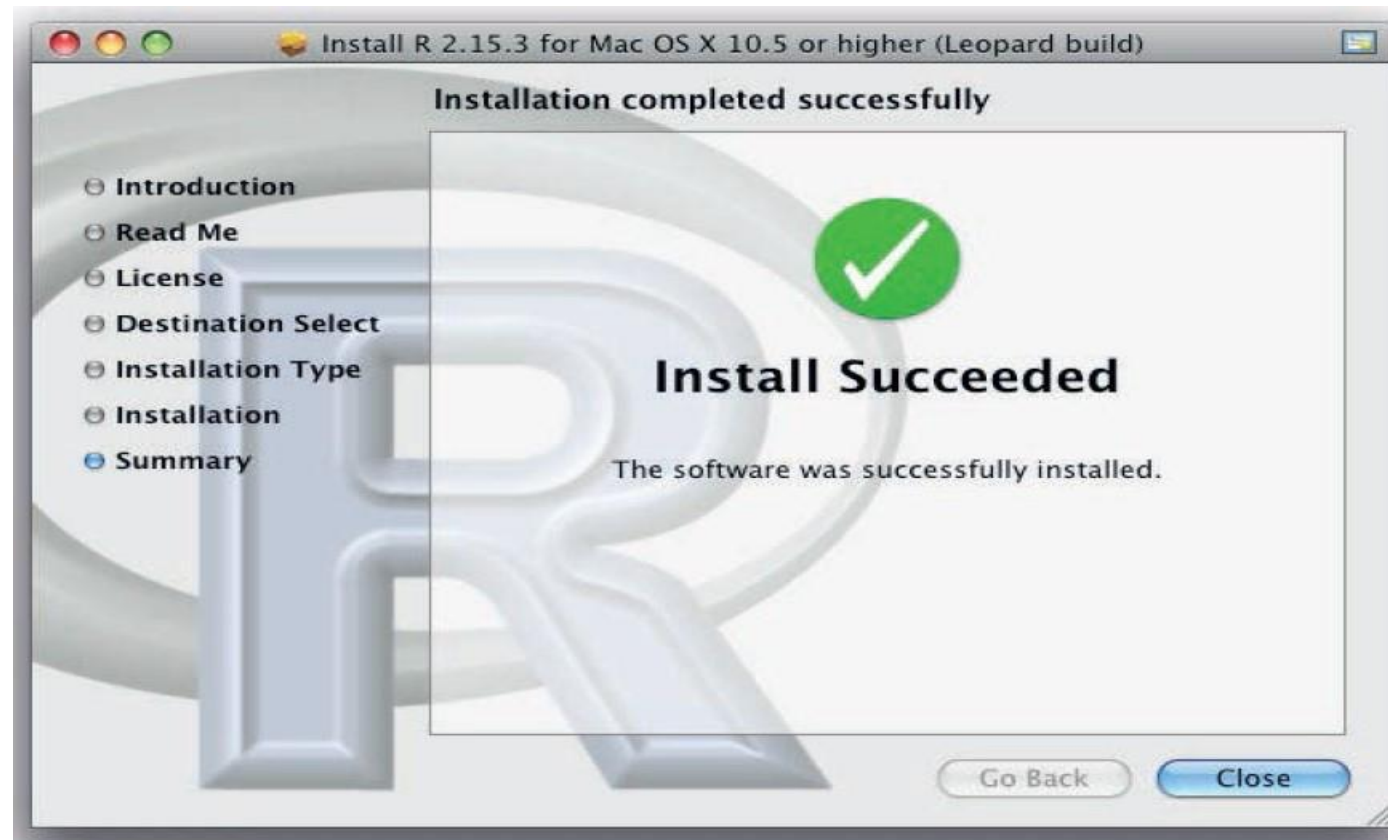 Install R 2.15.3 for Mac OS X 10.5 or higher (Leopard build)
Installation completed successfully
Introduction
Read Me
License
Destination Select
Installation Type
Installation
Summary
R
Install Succeeded
The software was successfully installed.
Go Back
Close